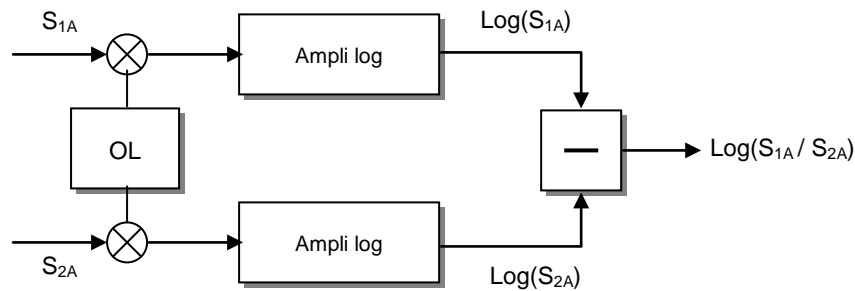 S1A
Log(S1A)
Ampli log
OL
Log(S1A / S2A)
Ampli log
S2A
Log(S2A)